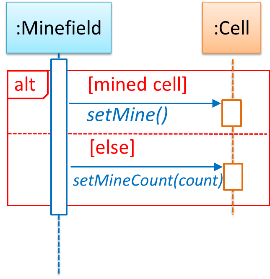 :Minefield :Cell
alt [mined cell]
setMine()
[else]
setMineCount(count)